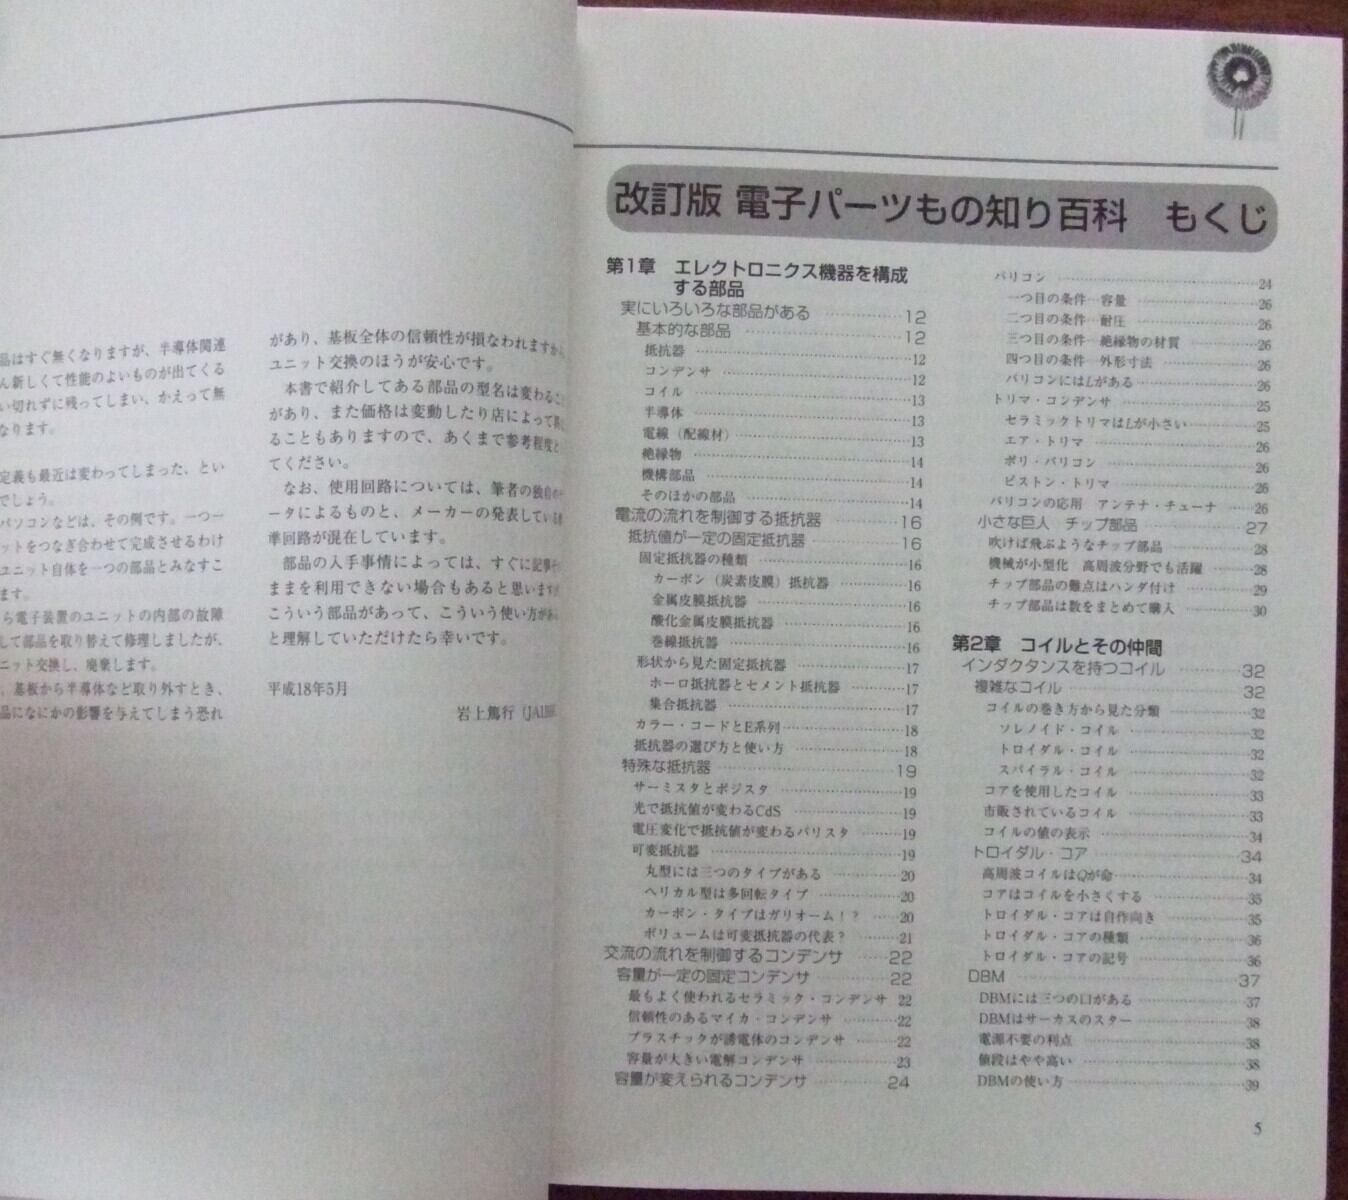 品はすぐ無くなりますが、半導体関連
ん新しくて性能のよいものが出てくる
い切れずに残ってしまい、かえって無
なります。
定義も最近は変わってしまった、とい
でしょう。
パソコンなどは、その例です。一つ一
ットをつなぎ合わせて完成させるわけ
ユニット自体を一つの部品とみなすこ
ます。
ら電子装置のユニットの内部の故障
して部品を取り替えて修理しましたが、
ニット交換し、廃棄します。
、基板から半導体など取り外すとき、
品になにかの影響を与えてしまう恐れ
があり、基板全体の信頼性が損なわれますから
ユニット交換のほうが安心です。
本書で紹介してある部品の型名は変わるこ
があり、また価格は変動したり店によって異
ることもありますので、あくまで参考程度と
てください。
なお、使用回路については、筆者の独自の
ータによるものと、メーカーの発表している
準回路が混在しています。
部品の入手事情によっては、すぐに記事
ままを利用できない場合もあると思いますが
こういう部品があって、こういう使い方がある
と理解していただけたら幸いです。
平成18年5月
岩上篤行
改訂版 電子パーツもの知り百科 もくじ
第1章 エレクトロニクス機器を構成
する部品
実にいろいろな部品がある ……… 12
基本的な部品 ……… 12
抵抗器 ……… 12
コンデンサ ……… 12
コイル ……… 13
半導体 ……… 13
電線（配線材） ……… 13
絶縁物 ……… 14
機構部品 ……… 14
そのほかの部品 ……… 14
電流の流れを制御する抵抗器 ……… 16
抵抗値が一定の固定抵抗器 ……… 16
固定抵抗器の種類 ……… 16
カーボン（炭素皮膜）抵抗器 ……… 16
金属皮膜抵抗器 ……… 16
酸化金属皮膜抵抗器 ……… 16
巻線抵抗器 ……… 16
形状から見た固定抵抗器 ……… 17
ホーロ抵抗器とセメント抵抗器 ……… 17
集合抵抗器 ……… 17
カラー・コードとE系列 ……… 18
抵抗器の選び方と使い方 ……… 18
特殊な抵抗器 ……… 19
サーミスタとポジスタ ……… 19
光で抵抗値が変わるCdS ……… 19
電圧変化で抵抗値が変わるバリスタ ……… 19
可変抵抗器 ……… 19
丸型には三つのタイプがある ……… 20
ヘリカル型は多回転タイプ ……… 20
カーボン・タイプはガリオーム！？ ……… 20
ボリュームは可変抵抗器の代表？ ……… 21
交流の流れを制御するコンデンサ ……… 22
容量が一定の固定コンデンサ ……… 22
最もよく使われるセラミック・コンデンサ 22
信頼性のあるマイカ・コンデンサ ……… 22
プラスチックが誘電体のコンデンサ ……… 22
容量が大きい電解コンデンサ ……… 23
容量が変えられるコンデンサ ……… 24
バリコン ……… 24
一つ目の条件…容量 ……… 26
二つ目の条件…耐圧 ……… 26
三つ目の条件…絶縁物の材質 ……… 26
四つ目の条件…外形寸法 ……… 26
バリコンにはLがある ……… 26
トリマ・コンデンサ ……… 25
セラミックトリマはLが小さい ……… 25
エア・トリマ ……… 26
ポリ・バリコン ……… 26
ピストン・トリマ ……… 26
バリコンの応用 アンテナ・チューナ ……… 26
小さな巨人 チップ部品 ……… 27
吹けば飛ぶようなチップ部品 ……… 28
機械が小型化 高周波分野でも活躍 ……… 28
チップ部品の難点はハンダ付け ……… 29
チップ部品は数をまとめて購入 ……… 30
第2章 コイルとその仲間
インダクタンスを持つコイル ……… 32
複雑なコイル ……… 32
コイルの巻き方から見た分類 ……… 32
ソレノイド・コイル ……… 32
トロイダル・コイル ……… 32
スパイラル・コイル ……… 32
コアを使用したコイル ……… 33
市販されているコイル ……… 33
コイルの値の表示 ……… 34
トロイダル・コア ……… 34
高周波コイルはQが命 ……… 34
コアはコイルを小さくする ……… 35
トロイダル・コアは自作向き ……… 35
トロイダル・コアの種類 ……… 36
トロイダル・コアの記号 ……… 36
DBM ……… 37
DBMには三つの口がある ……… 37
DBMはサーカスのスター ……… 38
電源不要の利点 ……… 38
値段はやや高い ……… 38
DBMの使い方 ……… 39
5